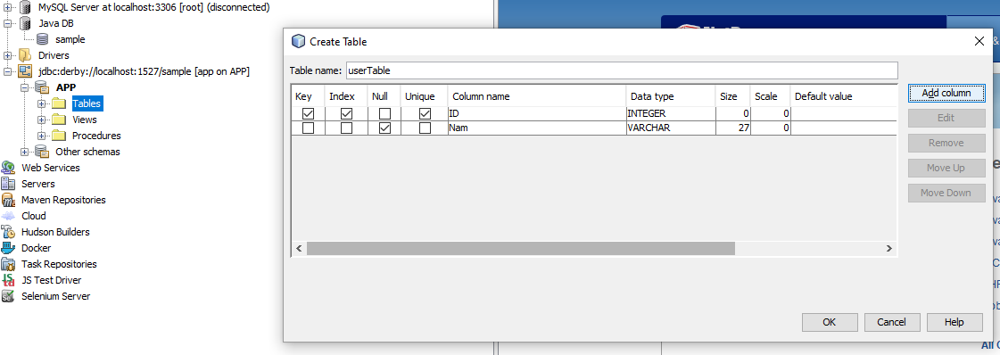 MySQL Server at localhost:3306 [root] (disconnected)
Java DB
sample
Drivers
jdbc:derby://localhost:1527/sample [app on APP]
APP
Tables
Views
Procedures
Other schemas
Web Services
Servers
Maven Repositories
Cloud
Hudson Builders
Docker
Task Repositories
JS Test Driver
Selenium Server
Create Table
Table name: userTable
Key Index Null Unique Column name Data type Size Scale Default value
ID INTEGER 0 0
Nam VARCHAR 27 0
Add column
Edit
Remove
Move Up
Move Down
OK Cancel Help
&
All